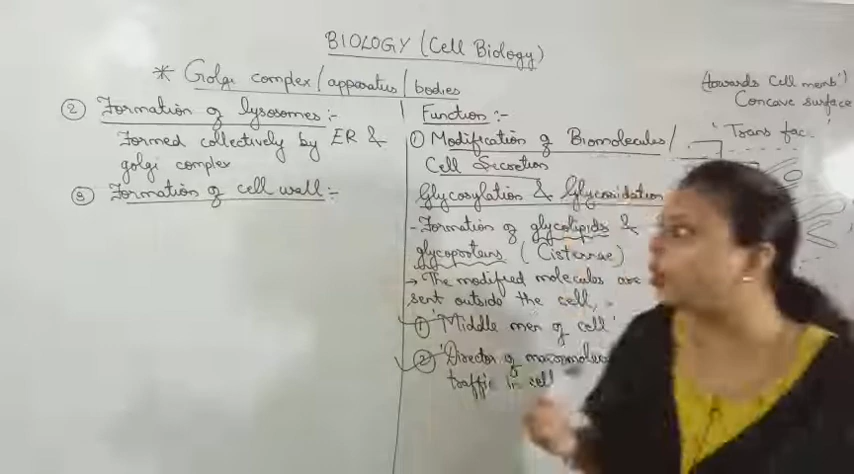 BIOLOGY (Cell Biology)
* Golgi complex/apparatus/bodies
② Formation of lysosomes:-
Formed collectively by ER &
golgi complex
③ Formation of cell wall:-
Function:-
① Modification of Biomolecules/
Cell Secretion
Glycosylation & Glycosidation
- Formation of glycolipids &
glycoproteins (Cisternae)
→ The modified molecules are
sent outside the cell,
① 'Middle men of cell'
② 'Director of
traffic in cell
(towards Cell memb')
Concave surface
'Trans fac